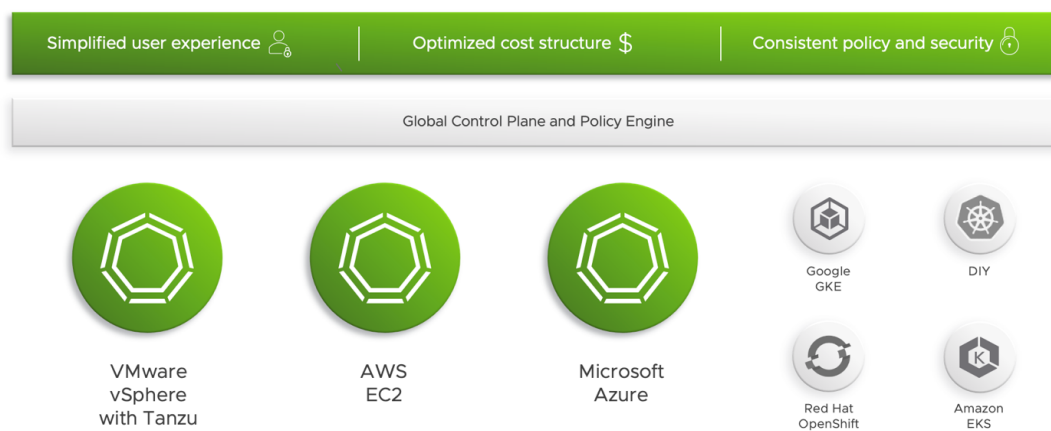 Simplified user experience
Optimized cost structure $
Consistent policy and security
Global Control Plane and Policy Engine
VMware
vSphere
with Tanzu
AWS
EC2
Microsoft
Azure
Google
GKE
DIY
Red Hat
OpenShift
K
Amazon
EKS